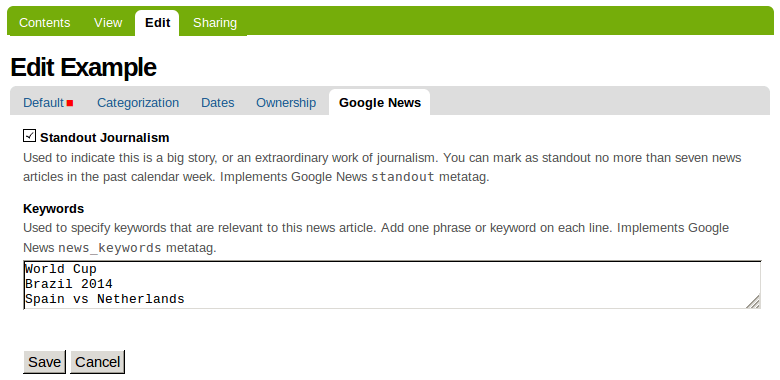 Contents View Edit Sharing
Edit Example
Default Categorization Dates Ownership Google News
Standout Journalism
Used to indicate this is a big story, or an extraordinary work of journalism. You can mark as standout no more than seven news
articles in the past calendar week. Implements Google News standout metatag.
Keywords
Used to specify keywords that are relevant to this news article. Add one phrase or keyword on each line. Implements Google
News news_keywords metatag.
World Cup
Brazil 2014
Spain vs Netherlands
Save Cancel